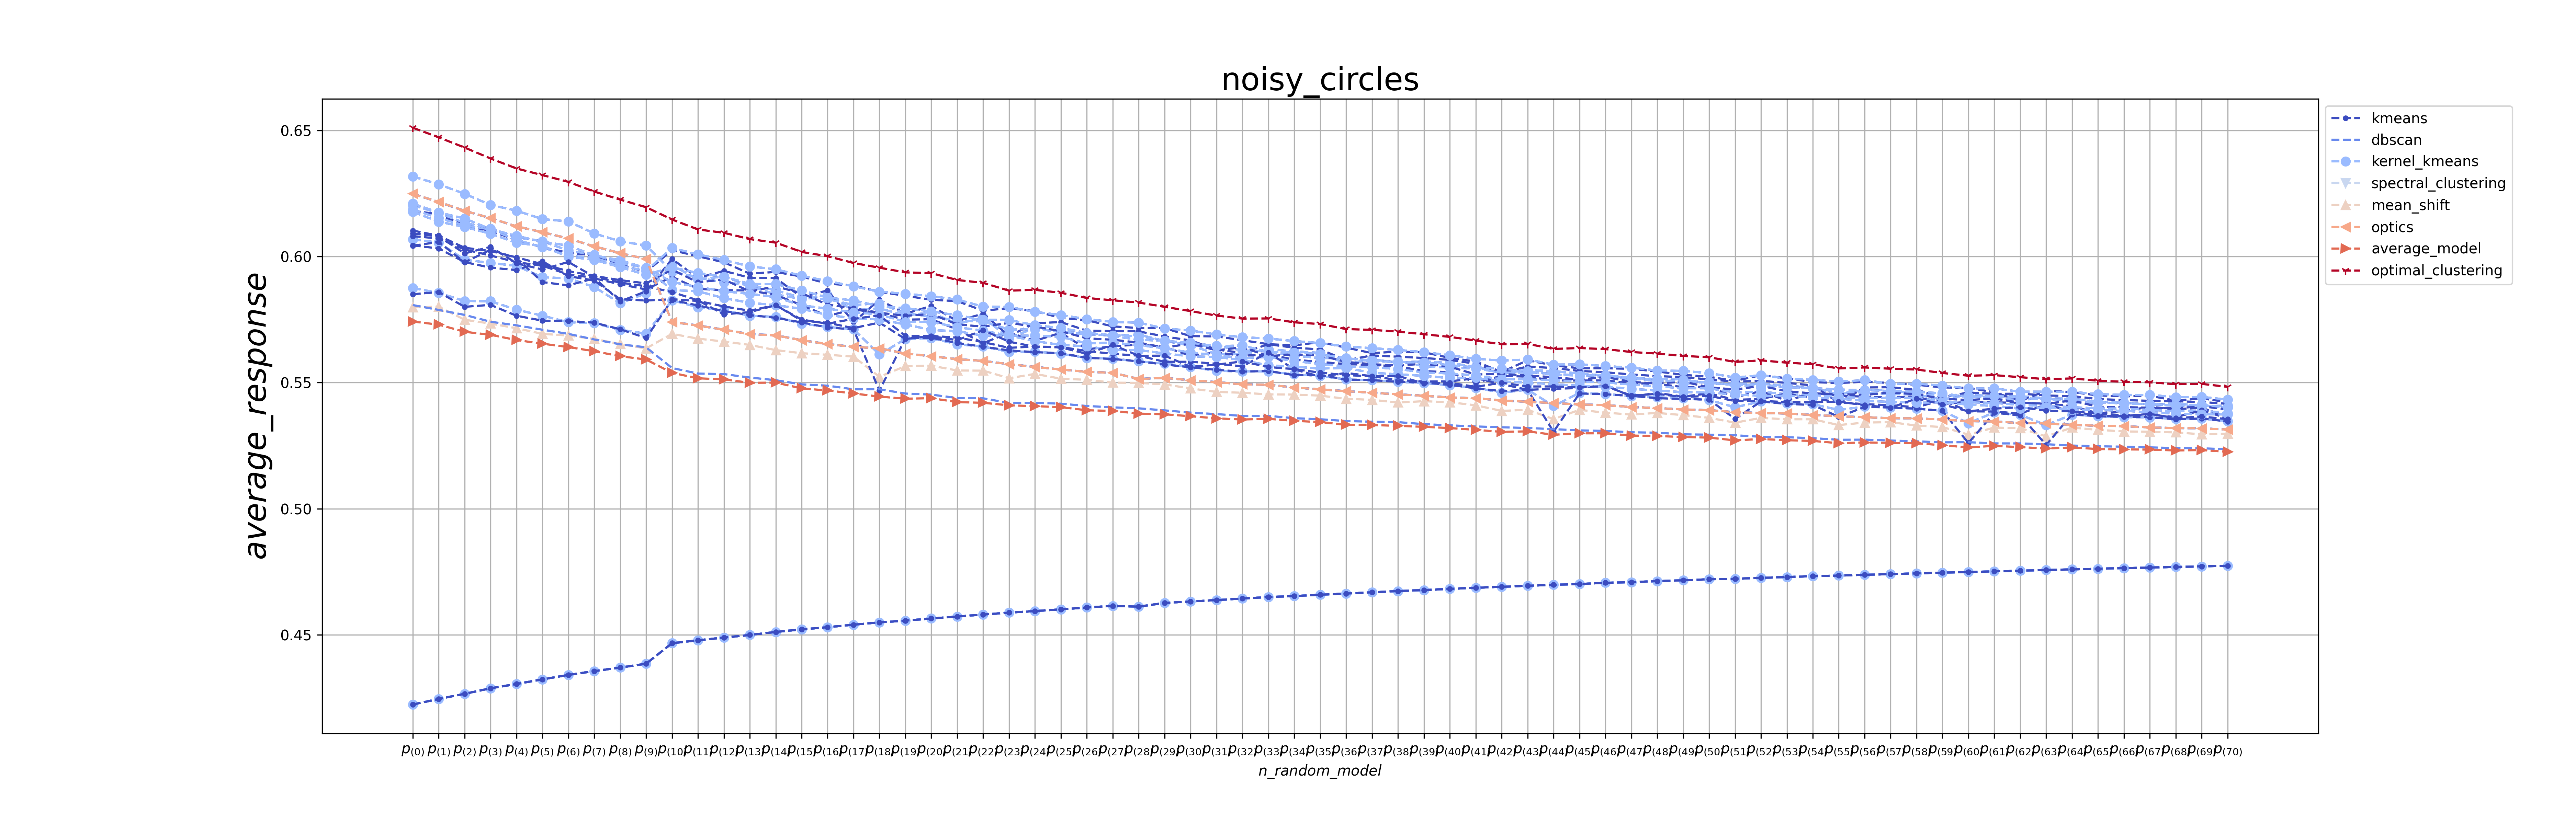 noisy_circles
0.65
0.60
0.55
0.50
0.45
average_response
p(0) p(1) p(2) p(3) p(4) p(5) p(6) p(7) p(8) p(9) p(10) p(11) p(12) p(13) p(14) p(15) p(16) p(17) p(18) p(19) p(20) p(21) p(22) p(23) p(24) p(25) p(26) p(27) p(28) p(29) p(30) p(31) p(32) p(33) p(34) p(35) p(36) p(37) p(38) p(39) p(40) p(41) p(42) p(43) p(44) p(45) p(46) p(47) p(48) p(49) p(50) p(51) p(52) p(53) p(54) p(55) p(56) p(57) p(58) p(59) p(60) p(61) p(62) p(63) p(64) p(65) p(66) p(67) p(68) p(69) p(70)
n_random_model
kmeans
dbscan
kernel_kmeans
spectral_clustering
mean_shift
optics
average_model
optimal_clustering